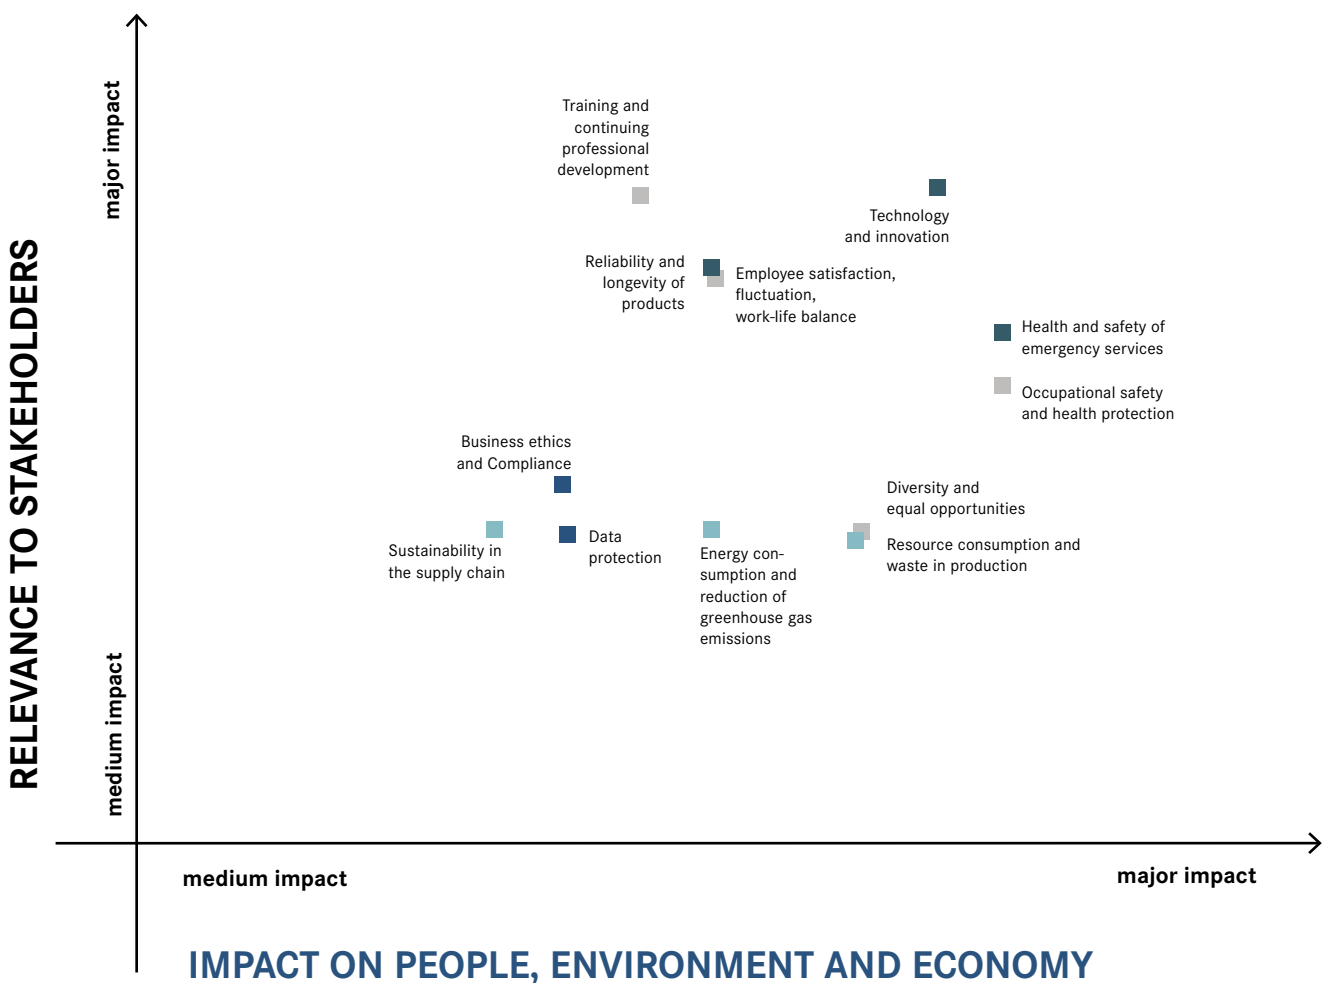 major impact
Training and
continuing
professional
development
Technology
and innovation
Reliability and
longevity of
products
Employee satisfaction,
fluctuation,
work-life balance
Health and safety of
emergency services
Occupational safety
and health protection
RELEVANCE TO STAKEHOLDERS
Business ethics
and Compliance
Diversity and
equal opportunities
Sustainability in
the supply chain
Data
protection
Energy con-
sumption and
reduction of
greenhouse gas
emissions
Resource consumption and
waste in production
medium impact
medium impact
major impact
IMPACT ON PEOPLE, ENVIRONMENT AND ECONOMY